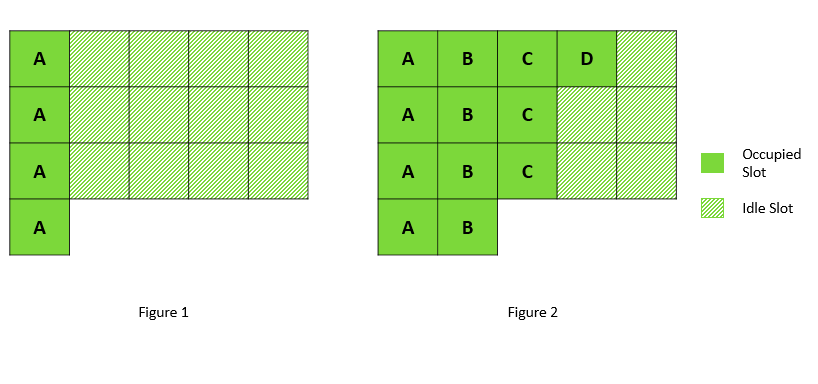 A A B C D
A A B C
A A B C
A A B
Occupied
Slot
Idle Slot
Figure 1 Figure 2